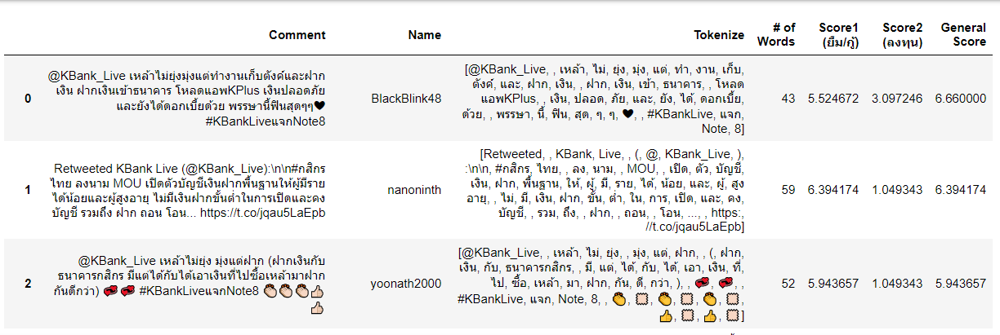 Comment Name Tokenize # of Words Score1 (ยืม/กู้) Score2 (ลงทุน) General Score
0
@KBank_Live เหล้าไม่ยุ่งมุ่งแต่ทำงานเก็บตังค์และฝาก
เงิน ฝากเงินเข้าธนาคาร โหลดแอพKPlus เงินปลอดภัย
และยังได้ดอกเบี้ยด้วย พรรษานี้ฟินสุดๆๆ♥
#KBankLiveแจกNote8
BlackBlink48
[@KBank_Live, , เหล้า, ไม่, ยุ่ง, มุ่ง, แต่, ทำ, งาน, เก็บ,
ตังค์, และ, ฝาก, เงิน, , ฝาก, เงิน, เข้า, ธนาคาร, , โหลด
แอพKPlus, , เงิน, ปลอด, ภัย, และ, ยัง, ได้, ดอกเบี้ย,
ด้วย, , พรรษา, นี้, ฟิน, สุด, ๆ, ๆ, ♥, , #KBankLive, แจก,
Note, 8]
43 5.524672 3.097246 6.660000
1
Retweeted KBank Live (@KBank_Live):\n\n#กสิกร
ไทย ลงนาม MOU เปิดตัวบัญชีเงินฝากพื้นฐานให้ผู้มีราย
ได้น้อยและผู้สูงอายุ ไม่มีเงินฝากขั้นต่ำในการเปิดและคง
บัญชี รวมถึง ฝาก ถอน โอน... https://t.co/jqau5LaEpb
nanoninth
[Retweeted, , KBank, Live, , (, @, KBank_Live, ),
:\n\n, #กสิกร, ไทย, , ลง, นาม, , MOU, , เปิด, ตัว, บัญชี,
เงิน, ฝาก, พื้นฐาน, ให้, ผู้, มี, ราย, ได้, น้อย, และ, ผู้, สูง
อายุ, , ไม่, มี, เงิน, ฝาก, ขั้น, ต่ำ, ใน, การ, เปิด, และ, คง,
บัญชี, , รวม, ถึง, , ฝาก, , ถอน, , โอน, ..., , https:,
//t.co/jqau5LaEpb]
59 6.394174 1.049343 6.394174
2
@KBank_Live เหล้าไม่ยุ่ง มุ่งแต่ฝาก (ฝากเงินกับ
ธนาคารกสิกร มีแต่ได้กับได้เอาเงินที่ไปซื้อเหล้ามาฝาก
กันดีกว่า) 👛👛 #KBankLiveแจกNote8 👏🏻👏🏻👏🏻👍🏻
👍🏻
yoonath2000
[@KBank_Live, , เหล้า, ไม่, ยุ่ง, , มุ่ง, แต่, ฝาก, , (, ฝาก,
เงิน, กับ, ธนาคารกสิกร, , มี, แต่, ได้, กับ, ได้, เอา, เงิน, ที่,
ไป, ซื้อ, เหล้า, มา, ฝาก, กัน, ดี, กว่า, ), , 👛, 👛, , ,
#KBankLive, แจก, Note, 8, , 👏, 🏻, 👏, 🏻, 👏, 🏻,
👍, 🏻, 👍, 🏻]
52 5.943657 1.049343 5.943657